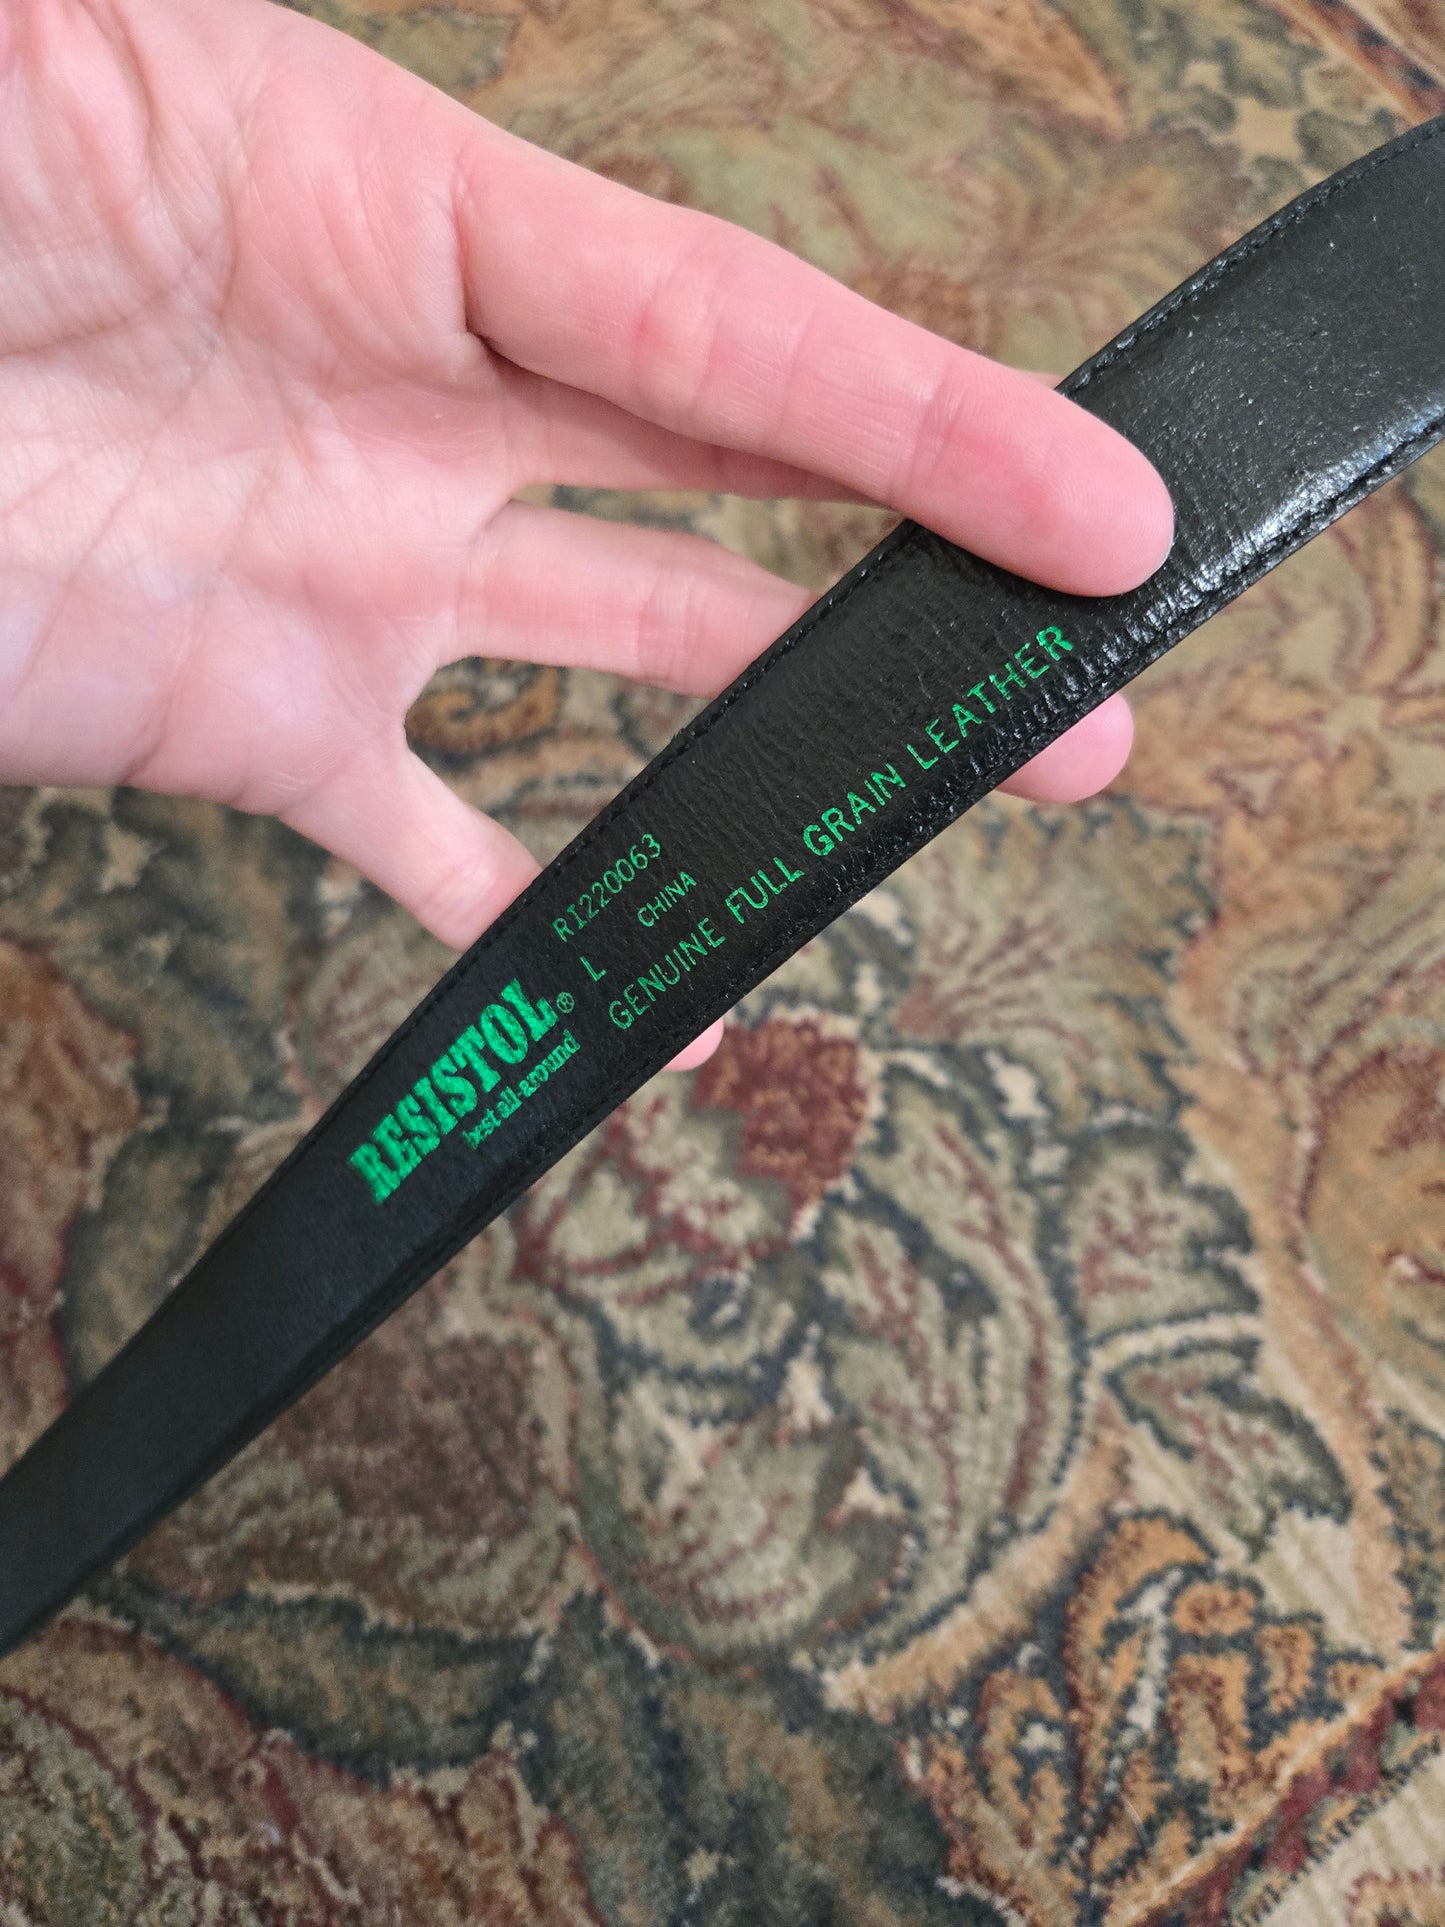 RESISTOL®
best all-around
RI220063
L CHINA
GENUINE FULL GRAIN LEATHER